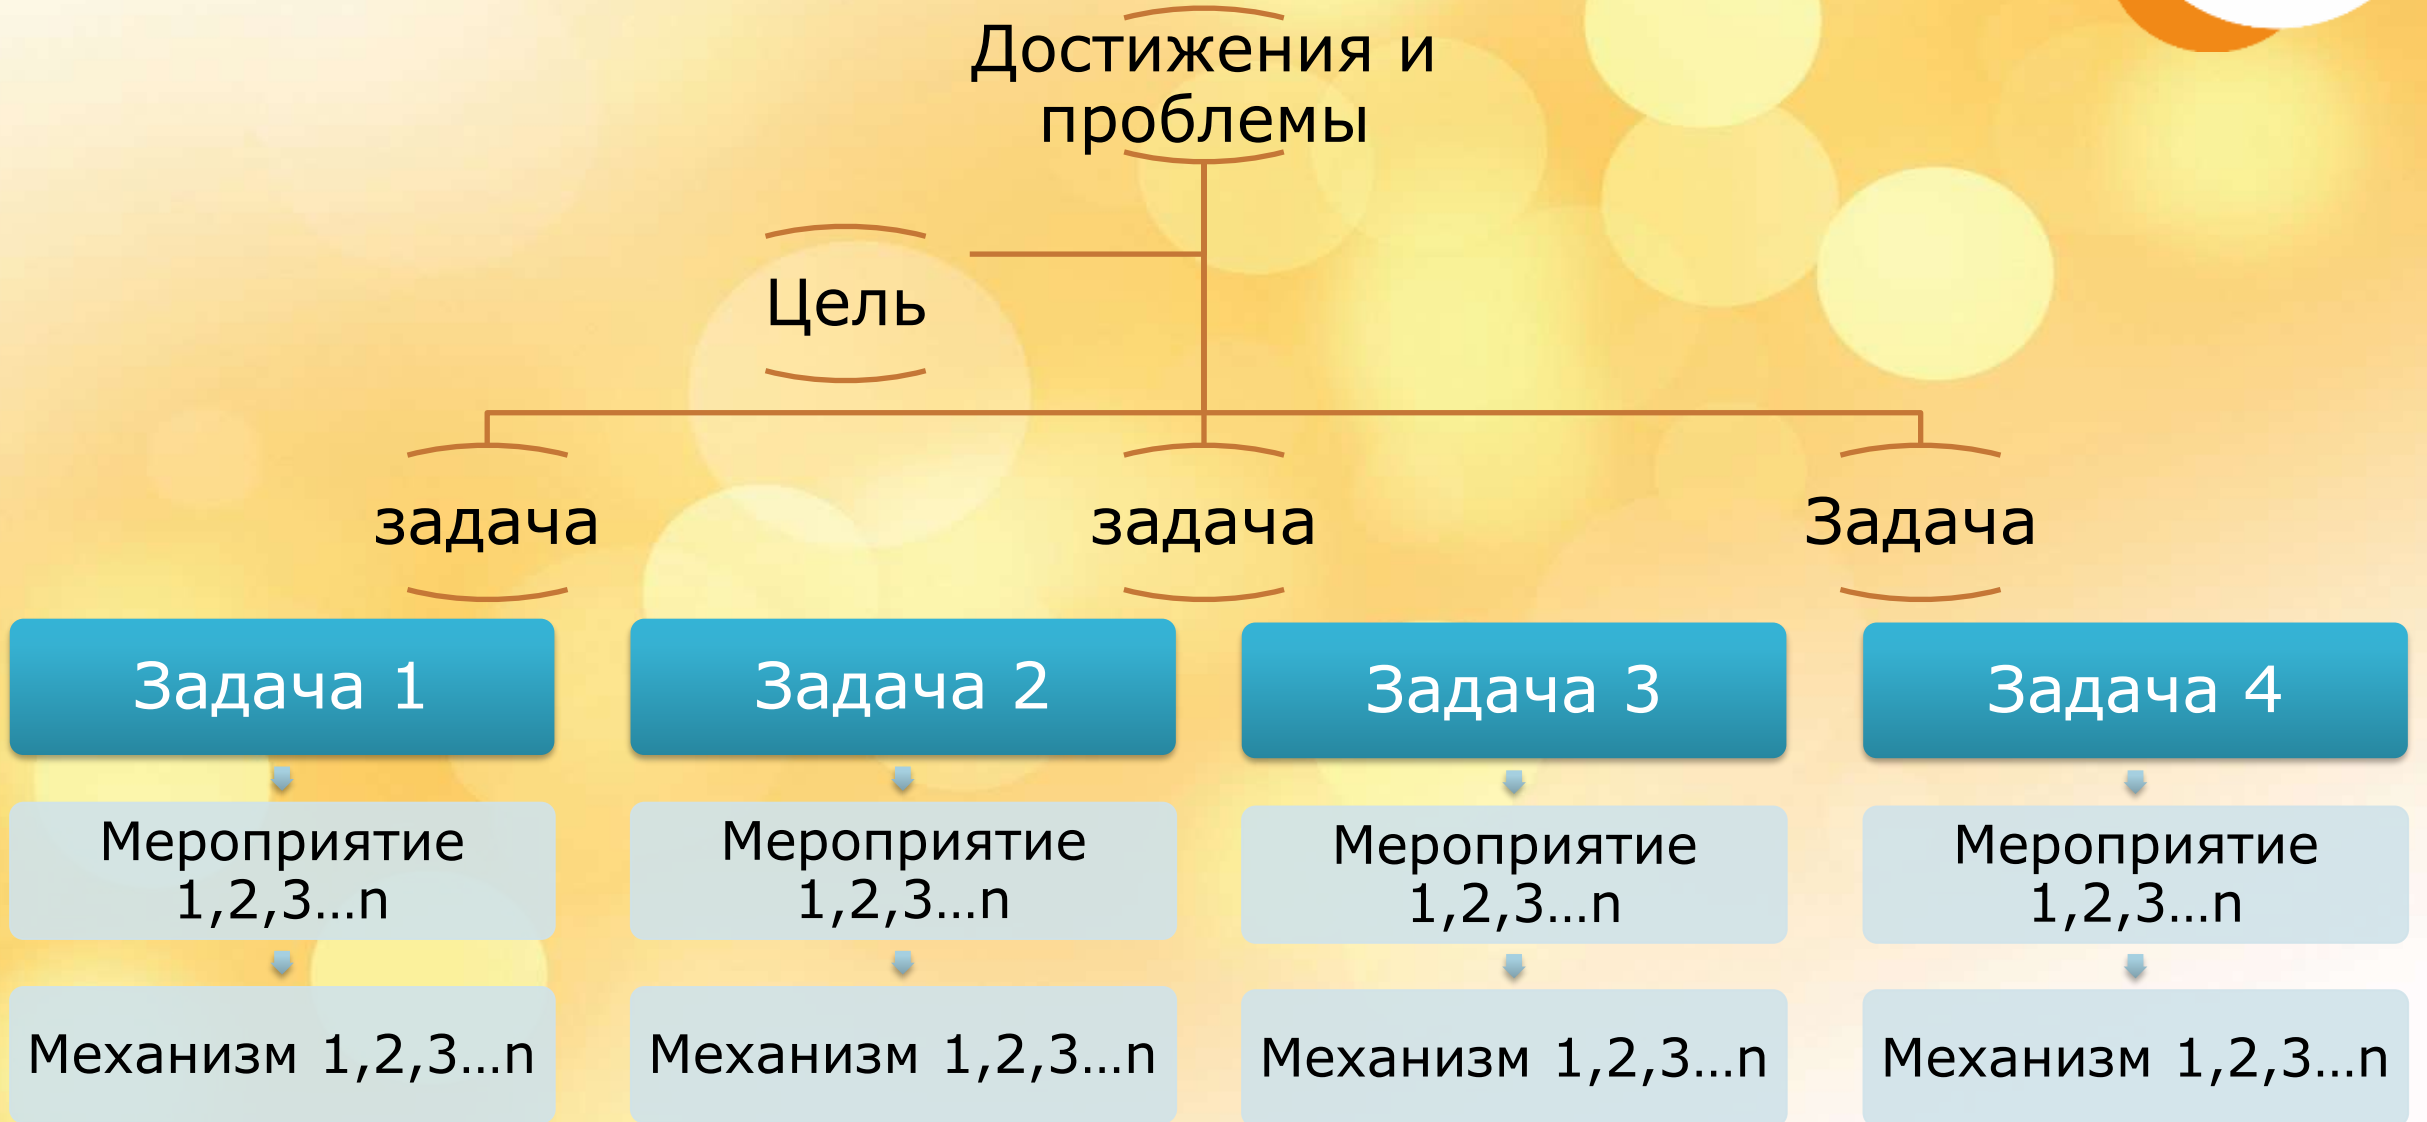 Достижения и
проблемы
Цель
задача
задача
Задача
Задача 1
Задача 2
Задача 3
Задача 4
Мероприятие
1,2,3...n
Мероприятие
1,2,3...n
Мероприятие
1,2,3...n
Мероприятие
1,2,3...n
Механизм 1,2,3...n
Механизм 1,2,3...n
Механизм 1,2,3...n
Механизм 1,2,3...n